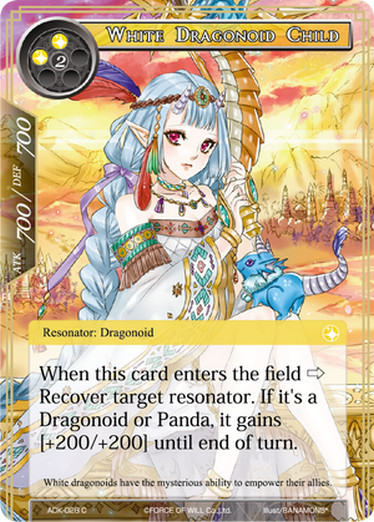 White Dragonoid Child
2
ATK 700 / DEF 700
Resonator: Dragonoid
When this card enters the field ⇨
Recover target resonator. If it's a
Dragonoid or Panda, it gains
[+200/+200] until end of turn.
White dragonoids have the mysterious ability to empower their allies.
ADK-028 C ©FORCE OF WILL Co.,Ltd. Illust/BANAMONS*